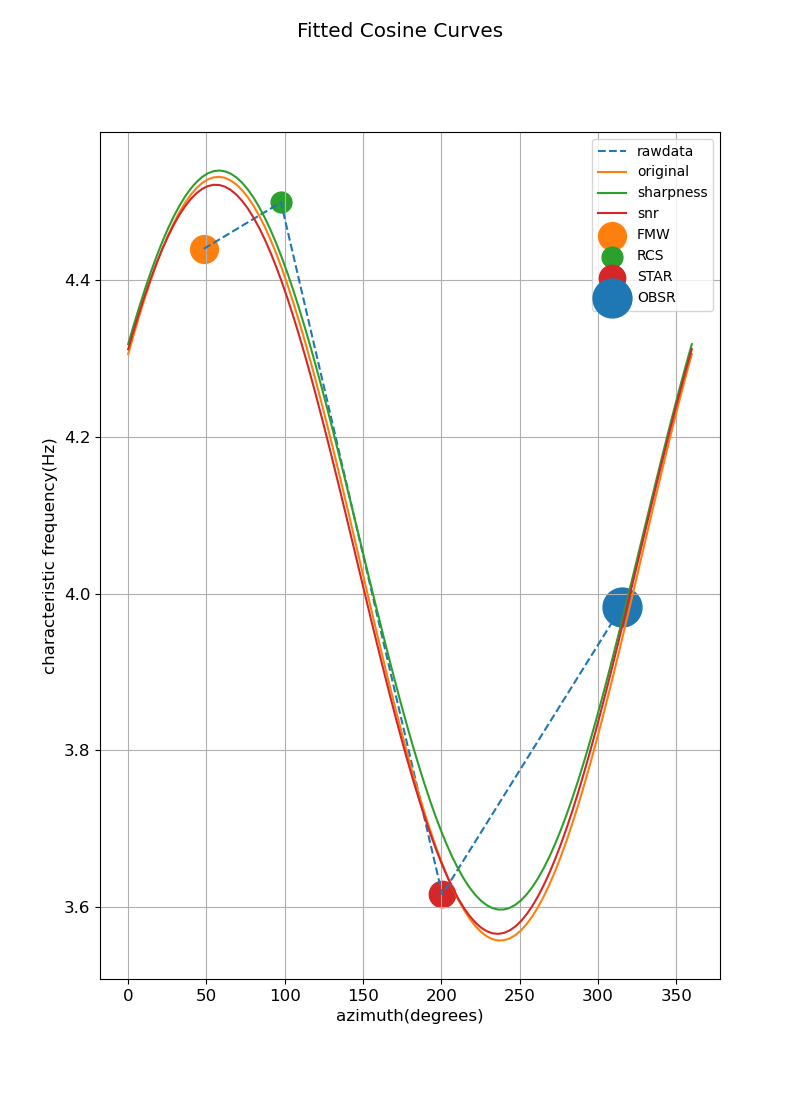 Fitted Cosine Curves
rawdata
original
sharpness
snr
FMW
RCS
STAR
OBSR
4.4
4.2
4.0
3.8
3.6
characteristic frequency(Hz)
0 50 100 150 200 250 300 350
azimuth(degrees)